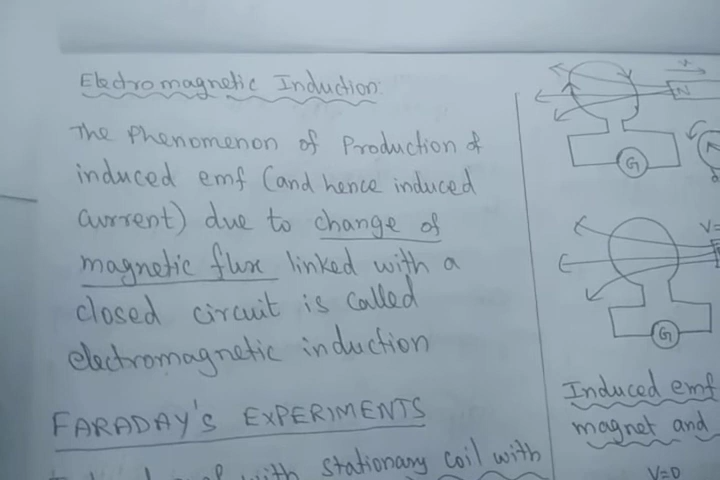 Electromagnetic Induction
The Phenomenon of Production of
induced emf (and hence induced
current) due to change of
magnetic flux linked with a
closed circuit is called
electromagnetic induction
FARADAY'S EXPERIMENTS
with stationary coil with
V
N
G
V=
G
Induced emf
magnet and
V=0